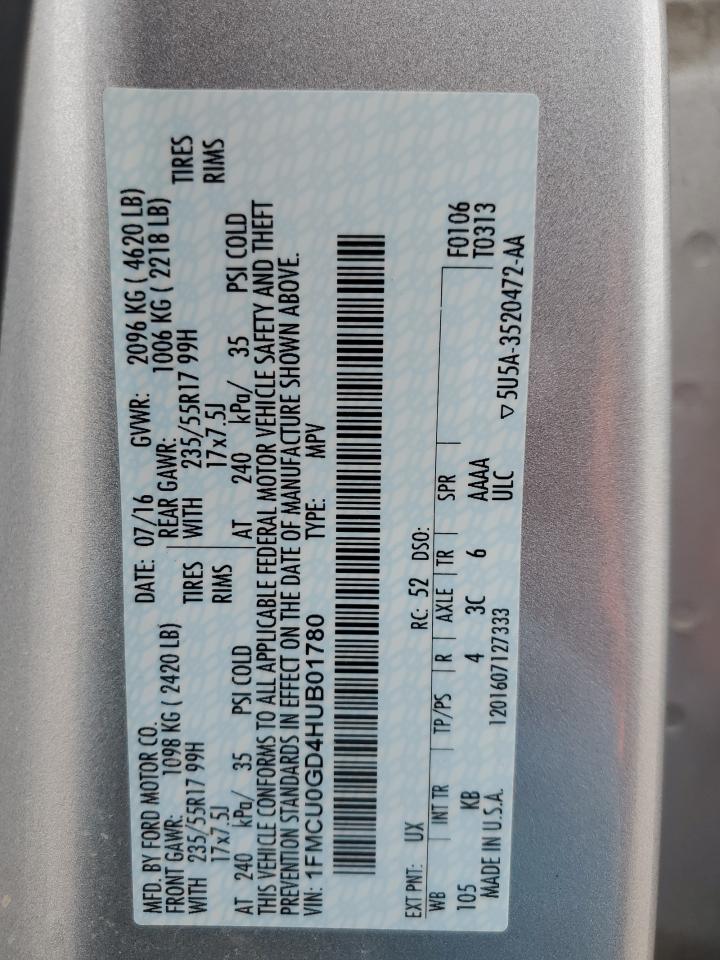 MFD. BY FORD MOTOR CO. DATE: 07/16 GVWR: 2096 KG ( 4620 LB)
FRONT GAWR: 1098 KG ( 2420 LB) REAR GAWR: 1006 KG ( 2218 LB)
WITH 235/55R17 99H TIRES WITH 235/55R17 99H TIRES
17x7.5J RIMS 17x7.5J RIMS
AT 240 kPa/ 35 PSI COLD AT 240 kPa/ 35 PSI COLD
THIS VEHICLE CONFORMS TO ALL APPLICABLE FEDERAL MOTOR VEHICLE SAFETY AND THEFT
PREVENTION STANDARDS IN EFFECT ON THE DATE OF MANUFACTURE SHOWN ABOVE.
VIN: 1FMCU0GD4HUB01780 TYPE: MPV
EXT PNT: UX RC: 52 DSO:
WB INT TR TP/PS R AXLE TR SPR F0106
105 KB 4 3C 6 AAAA T0313
MADE IN U.S.A. 1201607127333 ULC ▽5U5A-3520472-AA